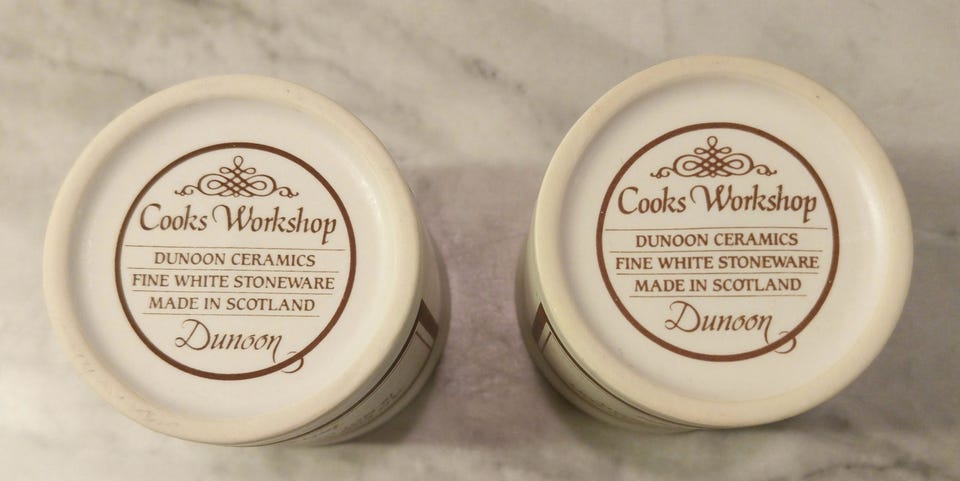 Cooks Workshop
DUNOON CERAMICS
FINE WHITE STONEWARE
MADE IN SCOTLAND
Dunoon
Cooks Workshop
DUNOON CERAMICS
FINE WHITE STONEWARE
MADE IN SCOTLAND
Dunoon